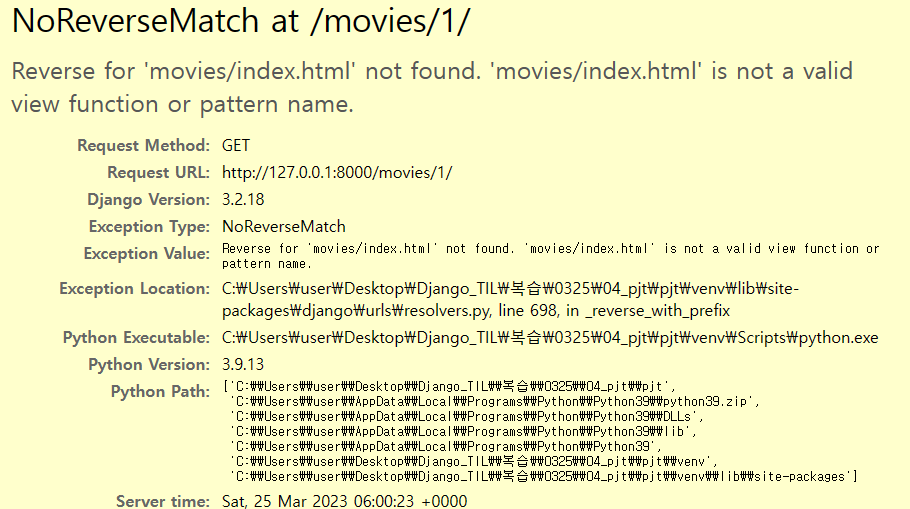 NoReverseMatch at /movies/1/
Reverse for 'movies/index.html' not found. 'movies/index.html' is not a valid
view function or pattern name.
Request Method: GET
Request URL: http://127.0.0.1:8000/movies/1/
Django Version: 3.2.18
Exception Type: NoReverseMatch
Exception Value: Reverse for 'movies/index.html' not found. 'movies/index.html' is not a valid view function or
pattern name.
Exception Location: C:₩Users₩user₩Desktop₩Django_TIL₩복습₩0325₩04_pjt₩pjt₩venv₩lib₩site-
packages₩django₩urls₩resolvers.py, line 698, in _reverse_with_prefix
Python Executable: C:₩Users₩user₩Desktop₩Django_TIL₩복습₩0325₩04_pjt₩pjt₩venv₩Scripts₩python.exe
Python Version: 3.9.13
Python Path: ['C:₩₩Users₩₩user₩₩Desktop₩₩Django_TIL₩₩복습₩₩0325₩₩04_pjt₩₩pjt',
'C:₩₩Users₩₩user₩₩AppData₩₩Local₩₩Programs₩₩Python₩₩Python39₩₩python39.zip',
'C:₩₩Users₩₩user₩₩AppData₩₩Local₩₩Programs₩₩Python₩₩Python39₩₩DLLs',
'C:₩₩Users₩₩user₩₩AppData₩₩Local₩₩Programs₩₩Python₩₩Python39₩₩lib',
'C:₩₩Users₩₩user₩₩AppData₩₩Local₩₩Programs₩₩Python₩₩Python39',
'C:₩₩Users₩₩user₩₩Desktop₩₩Django_TIL₩₩복습₩₩0325₩₩04_pjt₩₩pjt₩₩venv',
'C:₩₩Users₩₩user₩₩Desktop₩₩Django_TIL₩₩복습₩₩0325₩₩04_pjt₩₩pjt₩₩venv₩₩lib₩₩site-packages']
Server time: Sat, 25 Mar 2023 06:00:23 +0000